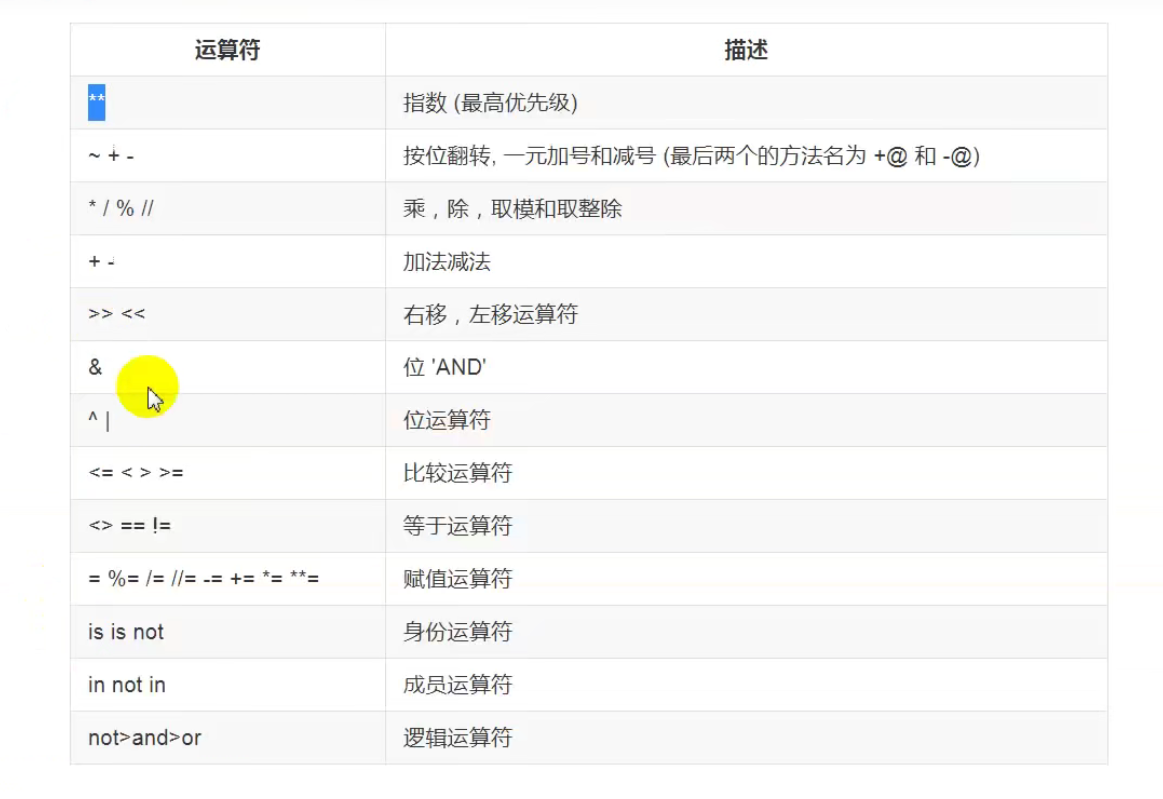 运算符 描述
** 指数 (最高优先级)
~ + - 按位翻转, 一元加号和减号 (最后两个的方法名为 +@ 和 -@)
* / % // 乘，除，取模和取整除
+ - 加法减法
>> << 右移，左移运算符
& 位 'AND'
^ | 位运算符
<= < > >= 比较运算符
<> == != 等于运算符
= %= /= //= -= += *= **= 赋值运算符
is is not 身份运算符
in not in 成员运算符
not>and>or 逻辑运算符